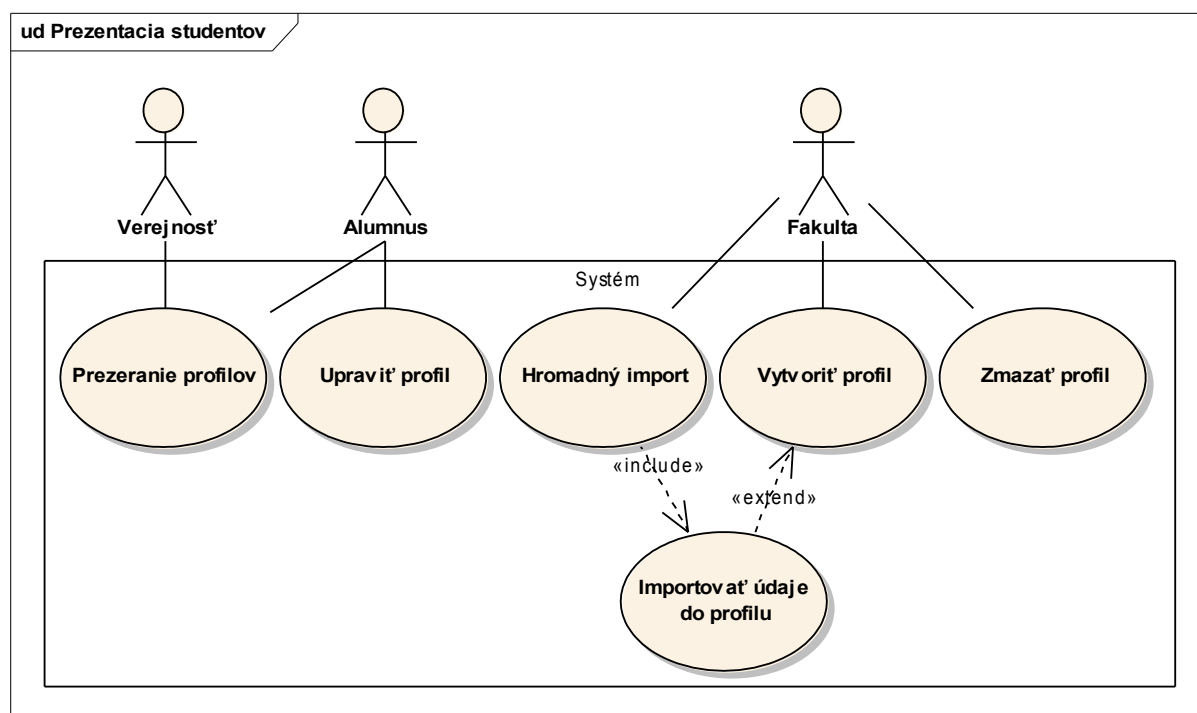 ud Prezentacia studentov
Verejnosť
Alumnus
Fakulta
Systém
Prezeranie profilov
Upraviť profil
Hromadný import
Vytvoriť profil
Zmazať profil
«include»
«extend»
Importovať údaje
do profilu